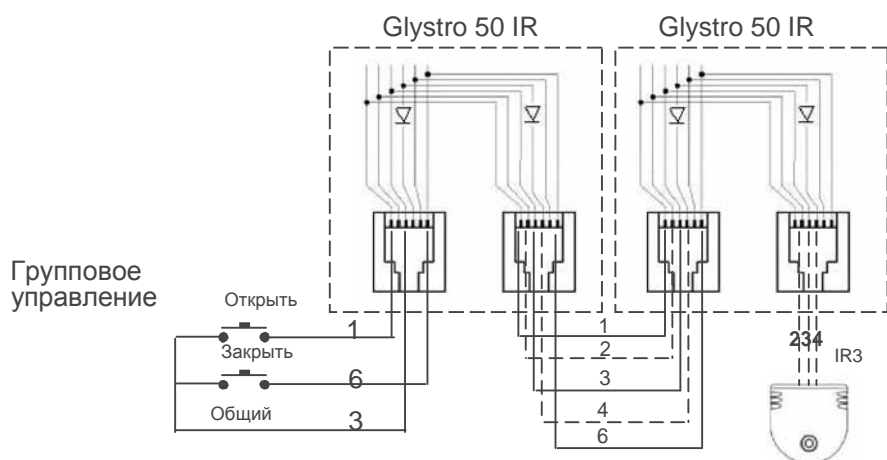 Glystro 50 IR
Glystro 50 IR
Групповое
управление
Открыть
1
Закрыть
6
Общий
3
1
2
3
4
6
234
IR3